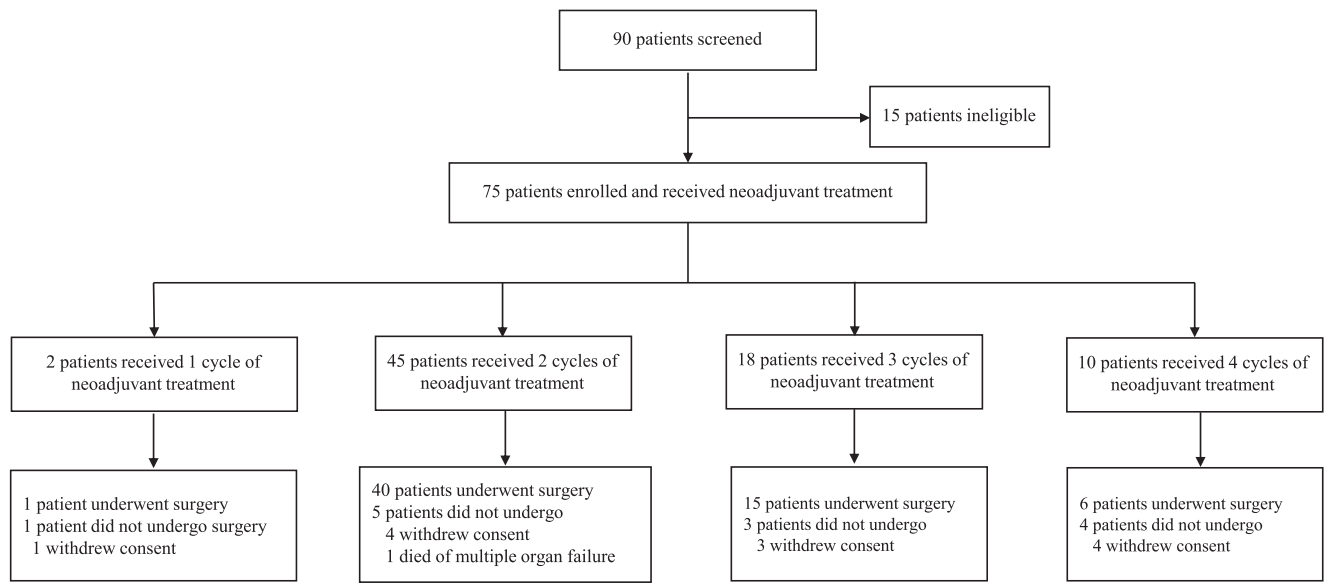 90 patients screened
15 patients ineligible
75 patients enrolled and received neoadjuvant treatment
2 patients received 1 cycle of
neoadjuvant treatment
45 patients received 2 cycles of
neoadjuvant treatment
18 patients received 3 cycles of
neoadjuvant treatment
10 patients received 4 cycles of
neoadjuvant treatment
1 patient underwent surgery
1 patient did not undergo surgery
1 withdrew consent
40 patients underwent surgery
5 patients did not undergo
4 withdrew consent
1 died of multiple organ failure
15 patients underwent surgery
3 patients did not undergo
3 withdrew consent
6 patients underwent surgery
4 patients did not undergo
4 withdrew consent